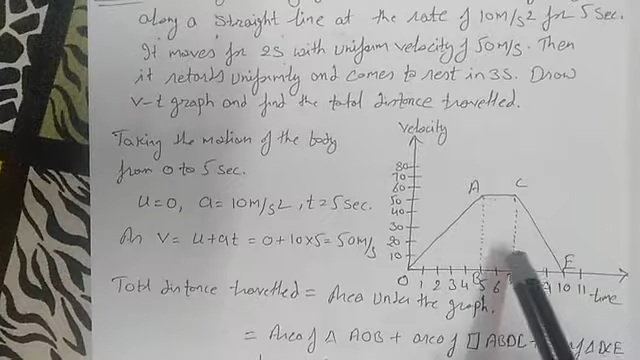 along a straight line at the rate of 10M/S2 for 5 Sec.
It moves for 2S with uniform velocity of 50M/S. Then
it retards uniformly and comes to rest in 3S. Draw
v-t graph and find the total distance travelled.
Taking the motion of the body
from 0 to 5 sec.
u=0, a=10M/S2, t=5sec.
As v= u+at = 0+10x5=50M/S
Velocity
80
70
60
50
40
30
20
10
A C
E
0 1 2 3 4 5 6 9 10 11 time
Total distance travelled = Area under the graph.
= Area of Δ AOB + area of □ ABDC + of ΔDCE